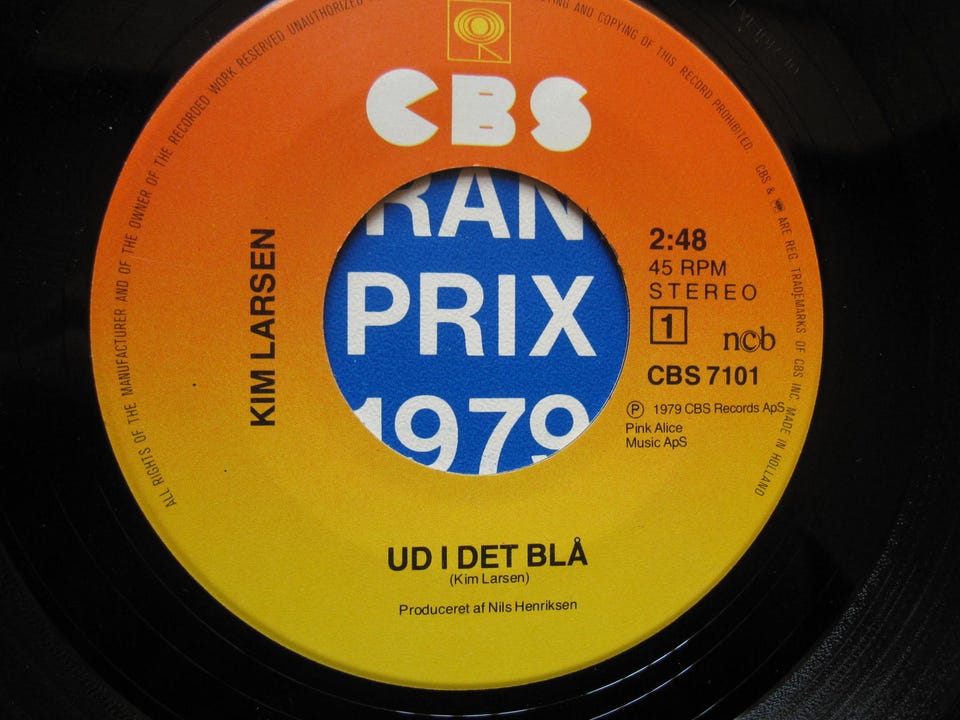 ALL RIGHTS OF THE MANUFACTURER AND OF THE OWNER OF THE RECORDED WORK RESERVED UNAUTHORIZED
AND COPYING OF THIS RECORD PROHIBITED. CBS & ARE REG. TRADEMARKS OF CBS INC. MADE IN HOLLAND
CBS
RAN
PRIX
1979
KIM LARSEN
2:48
45 RPM
STEREO
1
ncb
CBS 7101
Ⓟ 1979 CBS Records ApS
Pink Alice
Music ApS
UD I DET BLÅ
(Kim Larsen)
Produceret af Nils Henriksen